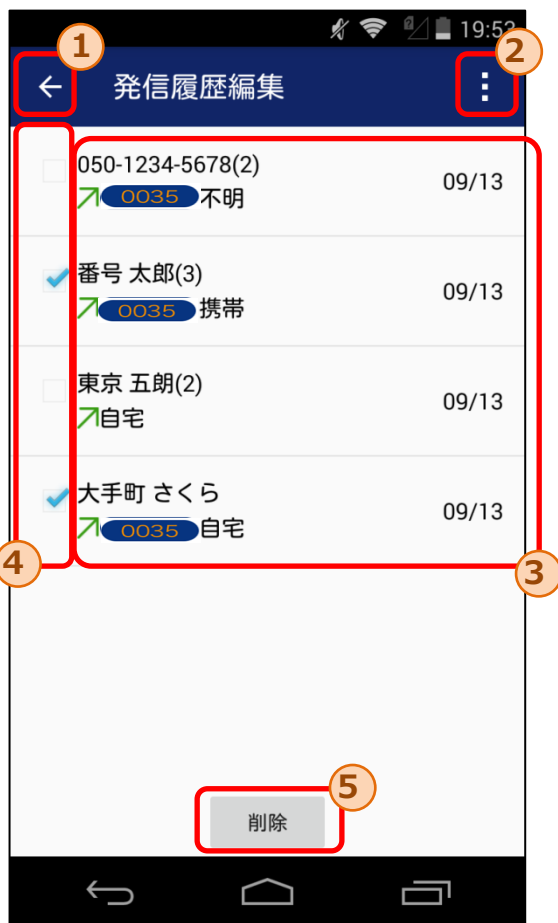 19:53
1
2
発信履歴編集
050-1234-5678(2)
0035 不明
09/13
番号 太郎(3)
0035 携帯
09/13
東京 五朗(2)
自宅
09/13
大手町 さくら
0035 自宅
09/13
4
3
5
削除